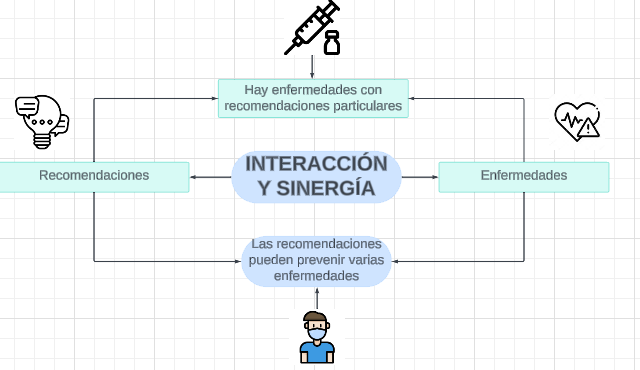 Hay enfermedades con
recomendaciones particulares
Recomendaciones
INTERACCIÓN
Y SINERGÍA
Enfermedades
Las recomendaciones
pueden prevenir varias
enfermedades